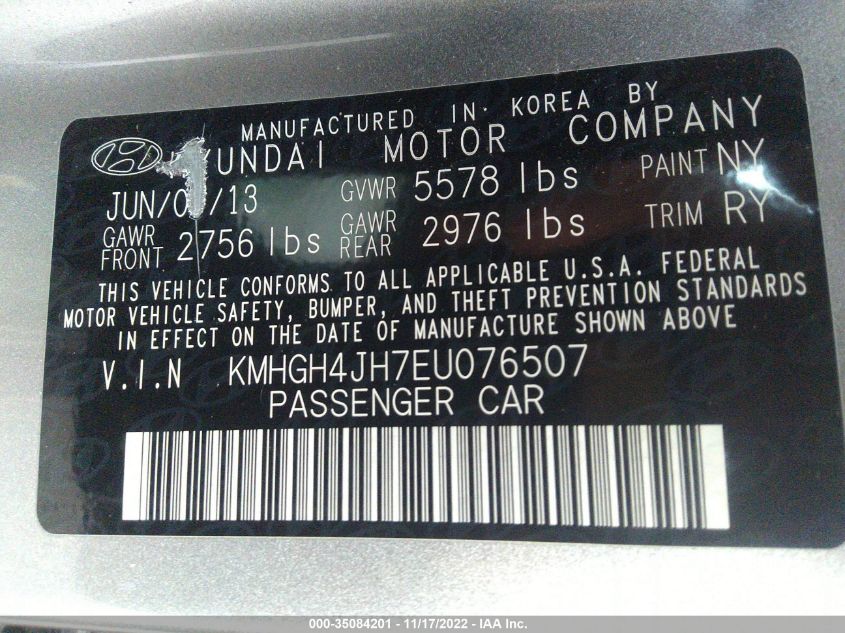 MANUFACTURED IN KOREA BY
MOTOR COMPANY
GVWR 5578 lbs PAINT NY
GAWR FRONT 2756 lbs GAWR REAR 2976 lbs TRIM RY
THIS VEHICLE CONFORMS TO ALL APPLICABLE U.S.A. FEDERAL
MOTOR VEHICLE SAFETY, BUMPER, AND THEFT PREVENTION STANDARDS
IN EFFECT ON THE DATE OF MANUFACTURE SHOWN ABOVE
V.I.N KMHGH4JH7EU076507
PASSENGER CAR
000-35084201 - 11/17/2022 - IAA Inc.